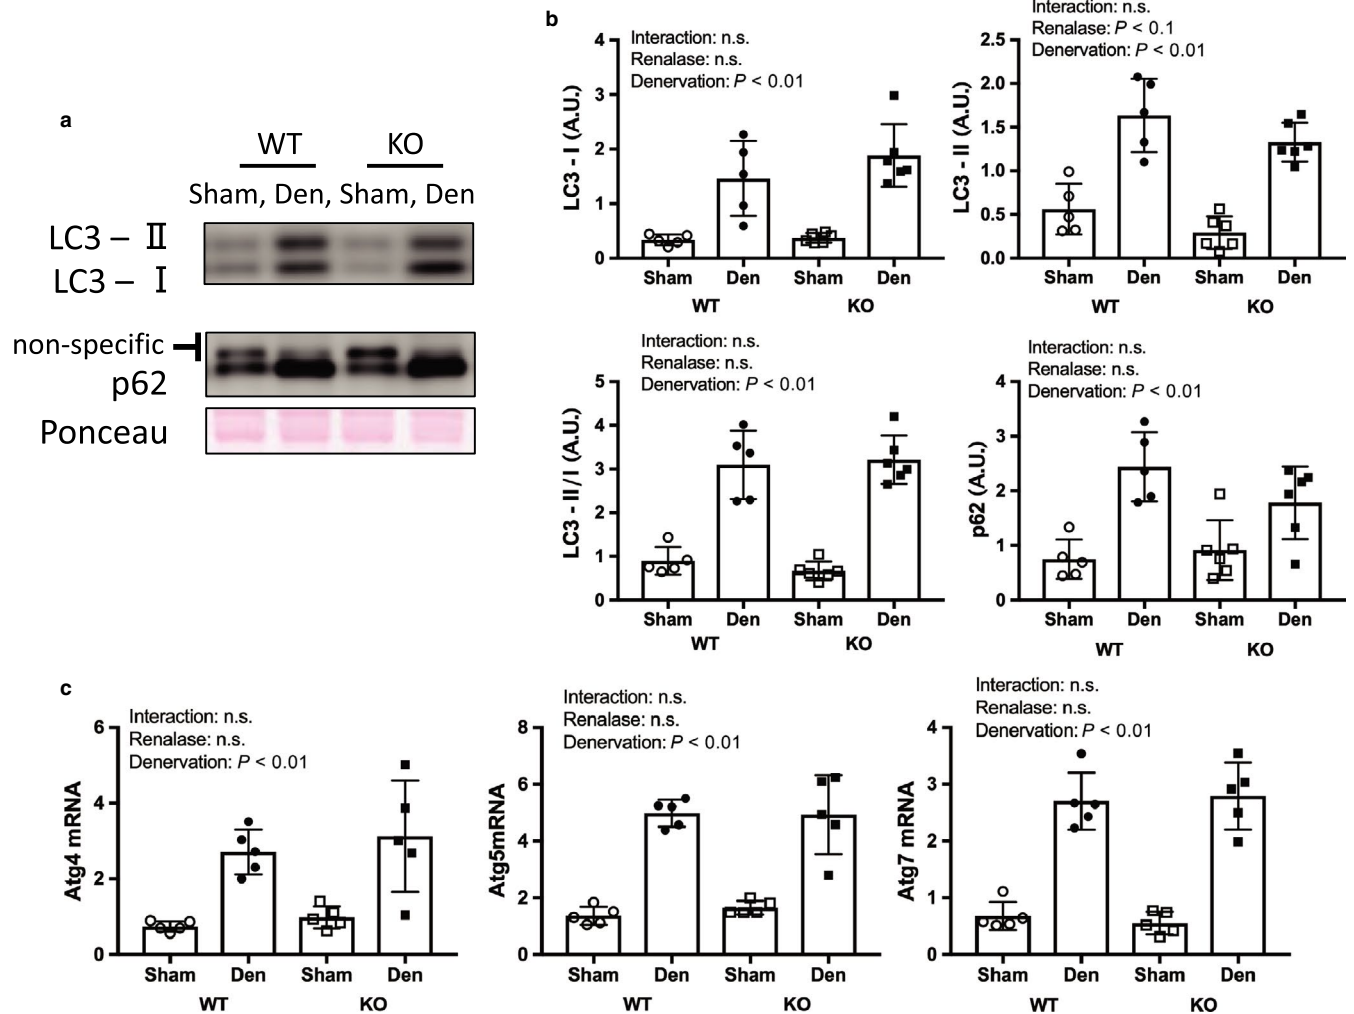 a
WT KO
Sham, Den, Sham, Den
LC3 – Ⅱ
LC3 – Ⅰ
non-specific
p62
Ponceau
b
Interaction: n.s.
Renalase: n.s.
Denervation: P < 0.01
LC3 - Ⅰ (A.U.)
4
3
2
1
0
Sham Den Sham Den
WT KO
Interaction: n.s.
Renalase: P < 0.1
Denervation: P < 0.01
LC3 - Ⅱ (A.U.)
2.5
2.0
1.5
1.0
0.5
0.0
Sham Den Sham Den
WT KO
Interaction: n.s.
Renalase: n.s.
Denervation: P < 0.01
LC3 - Ⅱ / Ⅰ (A.U.)
5
4
3
2
1
0
Sham Den Sham Den
WT KO
Interaction: n.s.
Renalase: n.s.
Denervation: P < 0.01
p62 (A.U.)
4
3
2
1
0
Sham Den Sham Den
WT KO
c
Interaction: n.s.
Renalase: n.s.
Denervation: P < 0.01
Atg4 mRNA
6
4
2
0
Sham Den Sham Den
WT KO
Interaction: n.s.
Renalase: n.s.
Denervation: P < 0.01
Atg5mRNA
8
6
4
2
0
Sham Den Sham Den
WT KO
Interaction: n.s.
Renalase: n.s.
Denervation: P < 0.01
Atg7 mRNA
4
3
2
1
0
Sham Den Sham Den
WT KO